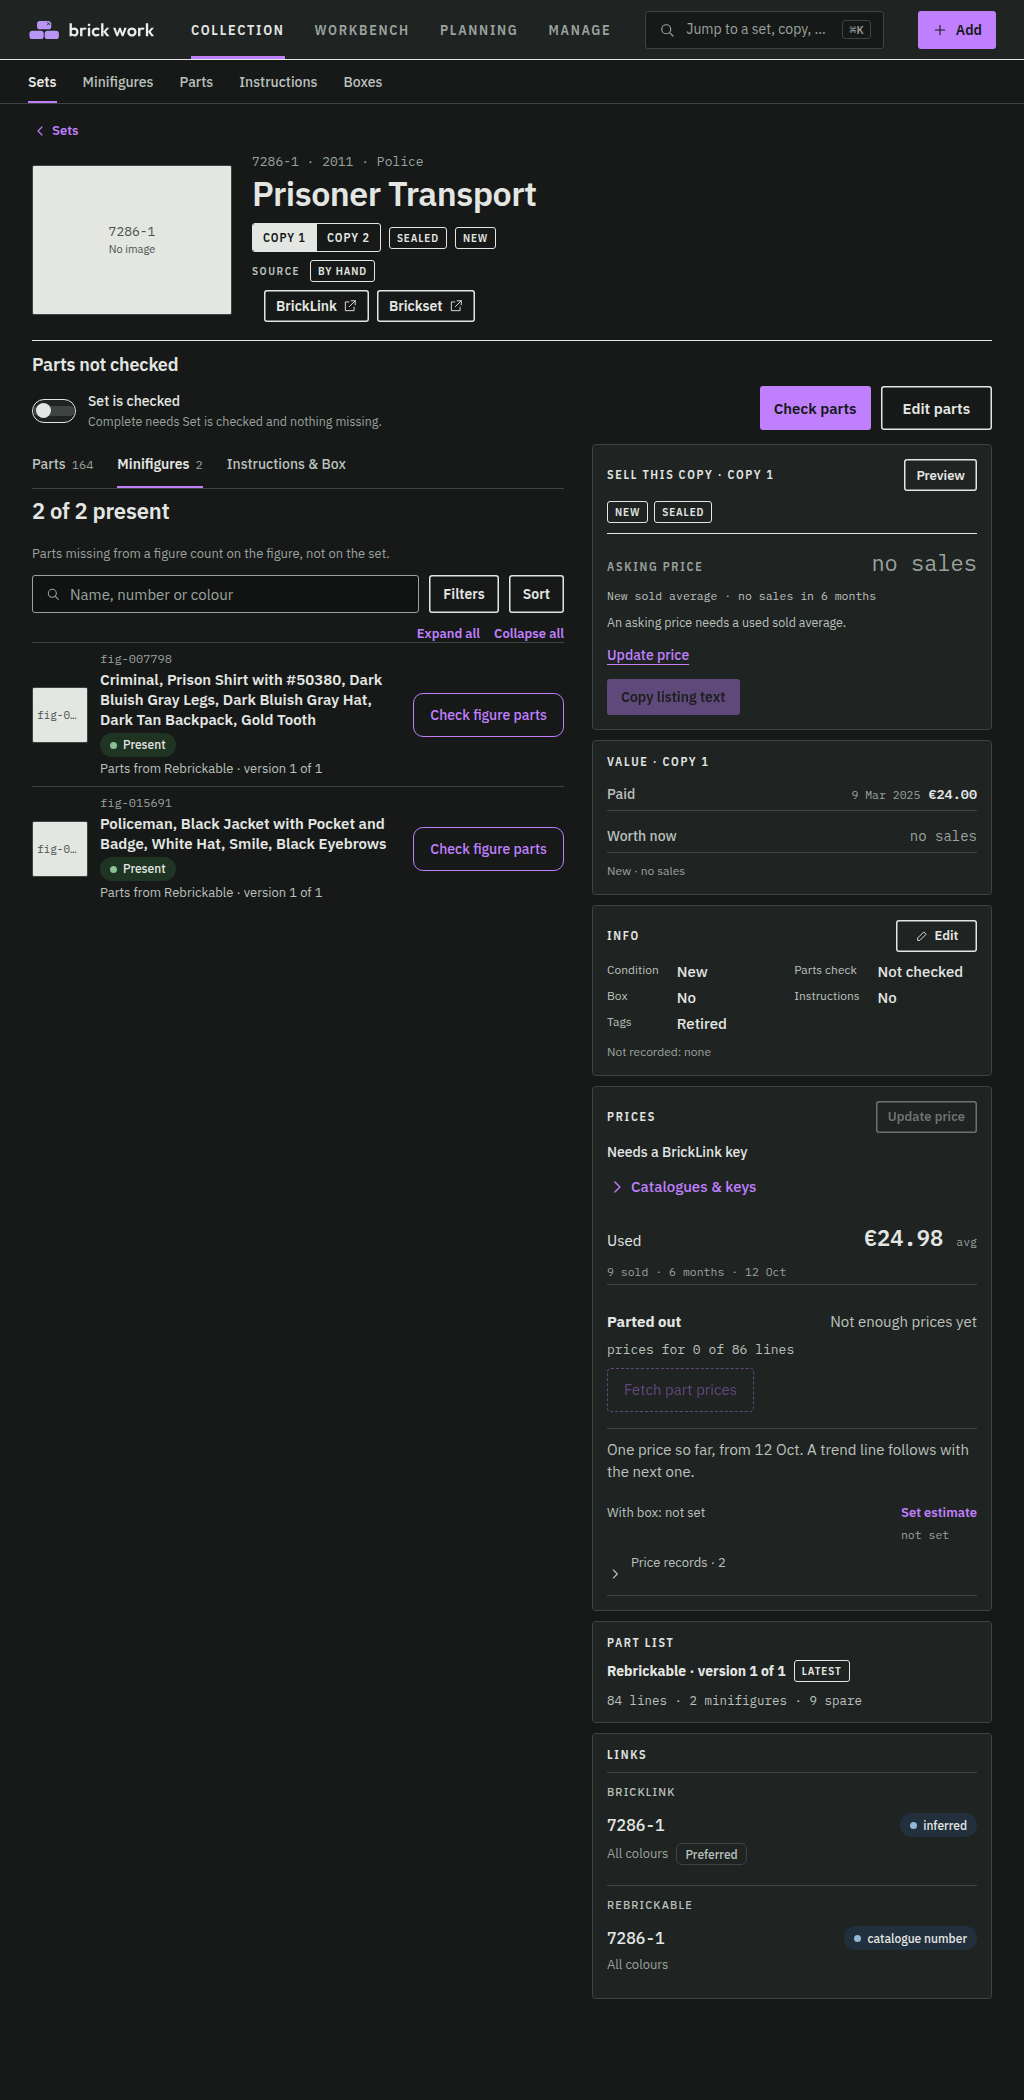 brick work
COLLECTION
WORKBENCH
PLANNING
MANAGE
Jump to a set, copy, ...
⌘K
+ Add
Sets
Minifigures
Parts
Instructions
Boxes
Sets
7286-1 · 2011 · Police
Prisoner Transport
7286-1
No image
COPY 1
COPY 2
SEALED
NEW
SOURCE
BY HAND
BrickLink
Brickset
Parts not checked
Set is checked
Complete needs Set is checked and nothing missing.
Check parts
Edit parts
Parts 164
Minifigures 2
Instructions & Box
2 of 2 present
Parts missing from a figure count on the figure, not on the set.
Name, number or colour
Filters
Sort
Expand all
Collapse all
fig-007798
fig-0…
Criminal, Prison Shirt with #50380, Dark
Bluish Gray Legs, Dark Bluish Gray Hat,
Dark Tan Backpack, Gold Tooth
Present
Parts from Rebrickable · version 1 of 1
Check figure parts
fig-015691
fig-0…
Policeman, Black Jacket with Pocket and
Badge, White Hat, Smile, Black Eyebrows
Present
Parts from Rebrickable · version 1 of 1
Check figure parts
SELL THIS COPY · COPY 1
Preview
NEW
SEALED
ASKING PRICE
no sales
New sold average · no sales in 6 months
An asking price needs a used sold average.
Update price
Copy listing text
VALUE · COPY 1
Paid
9 Mar 2025 €24.00
Worth now
no sales
New · no sales
INFO
Edit
Condition New
Parts check Not checked
Box No
Instructions No
Tags Retired
Not recorded: none
PRICES
Update price
Needs a BrickLink key
Catalogues & keys
Used
€24.98 avg
9 sold · 6 months · 12 Oct
Parted out
Not enough prices yet
prices for 0 of 86 lines
Fetch part prices
One price so far, from 12 Oct. A trend line follows with
the next one.
With box: not set
Set estimate
not set
Price records · 2
PART LIST
Rebrickable · version 1 of 1
LATEST
84 lines · 2 minifigures · 9 spare
LINKS
BRICKLINK
7286-1
inferred
All colours
Preferred
REBRICKABLE
7286-1
catalogue number
All colours